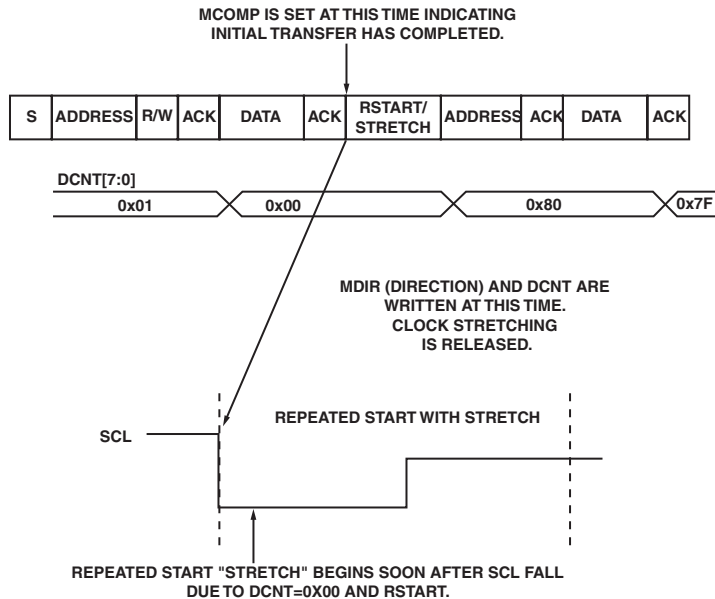 MCOMP IS SET AT THIS TIME INDICATING
INITIAL TRANSFER HAS COMPLETED.
S ADDRESS R/W ACK DATA ACK RSTART/ STRETCH ADDRESS ACK DATA ACK
DCNT[7:0]
0x01 0x00 0x80 0x7F
MDIR (DIRECTION) AND DCNT ARE
WRITTEN AT THIS TIME.
CLOCK STRETCHING
IS RELEASED.
REPEATED START WITH STRETCH
SCL
REPEATED START "STRETCH" BEGINS SOON AFTER SCL FALL
DUE TO DCNT=0X00 AND RSTART.